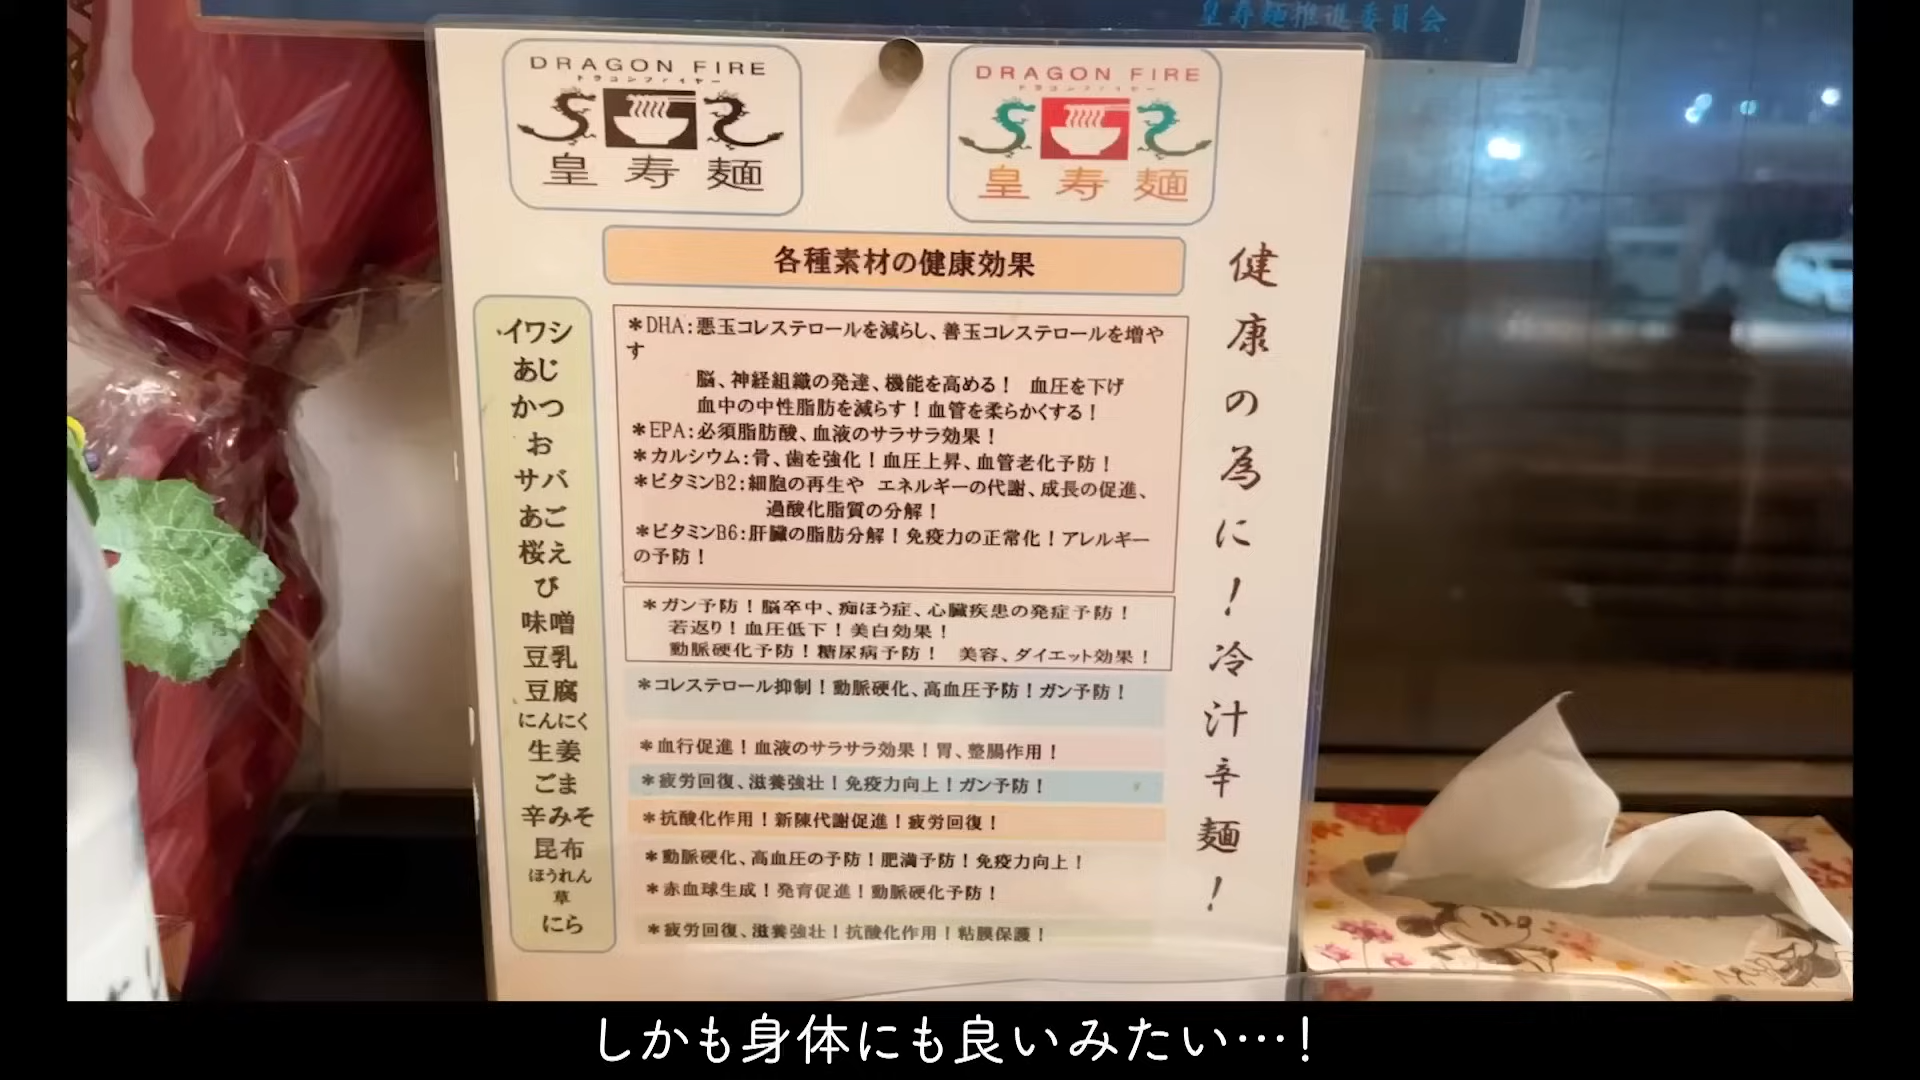 皇寿麺推進委員会
DRAGON FIRE
ドラゴンファイヤー
皇寿麺
DRAGON FIRE
ドラゴンファイヤー
皇寿麺
各種素材の健康効果
イワシ
あじ
かつ
お
サバ
あご
桜え
び
味噌
豆乳
豆腐
にんにく
生姜
ごま
辛みそ
昆布
ほうれん
草
にら
*DHA:悪玉コレステロールを減らし、善玉コレステロールを増や
す
脳、神経組織の発達、機能を高める! 血圧を下げ
血中の中性脂肪を減らす!血管を柔らかくする!
*EPA:必須脂肪酸、血液のサラサラ効果!
*カルシウム:骨、歯を強化!血圧上昇、血管老化予防!
*ビタミンB2:細胞の再生や エネルギーの代謝、成長の促進、
過酸化脂質の分解!
*ビタミンB6:肝臓の脂肪分解!免疫力の正常化!アレルギー
の予防!
*ガン予防!脳卒中、痴ほう症、心臓疾患の発症予防!
若返り!血圧低下!美白効果!
動脈硬化予防!糖尿病予防! 美容、ダイエット効果!
*コレステロール抑制!動脈硬化、高血圧予防!ガン予防!
*血行促進!血液のサラサラ効果!胃、整腸作用!
*疲労回復、滋養強壮!免疫力向上!ガン予防!
*抗酸化作用!新陳代謝促進!疲労回復!
*動脈硬化、高血圧の予防!肥満予防!免疫力向上!
*赤血球生成!発育促進!動脈硬化予防!
*疲労回復、滋養強壮!抗酸化作用!粘膜保護!
健康の為に!冷汁辛麺!
しかも身体にも良いみたい…!